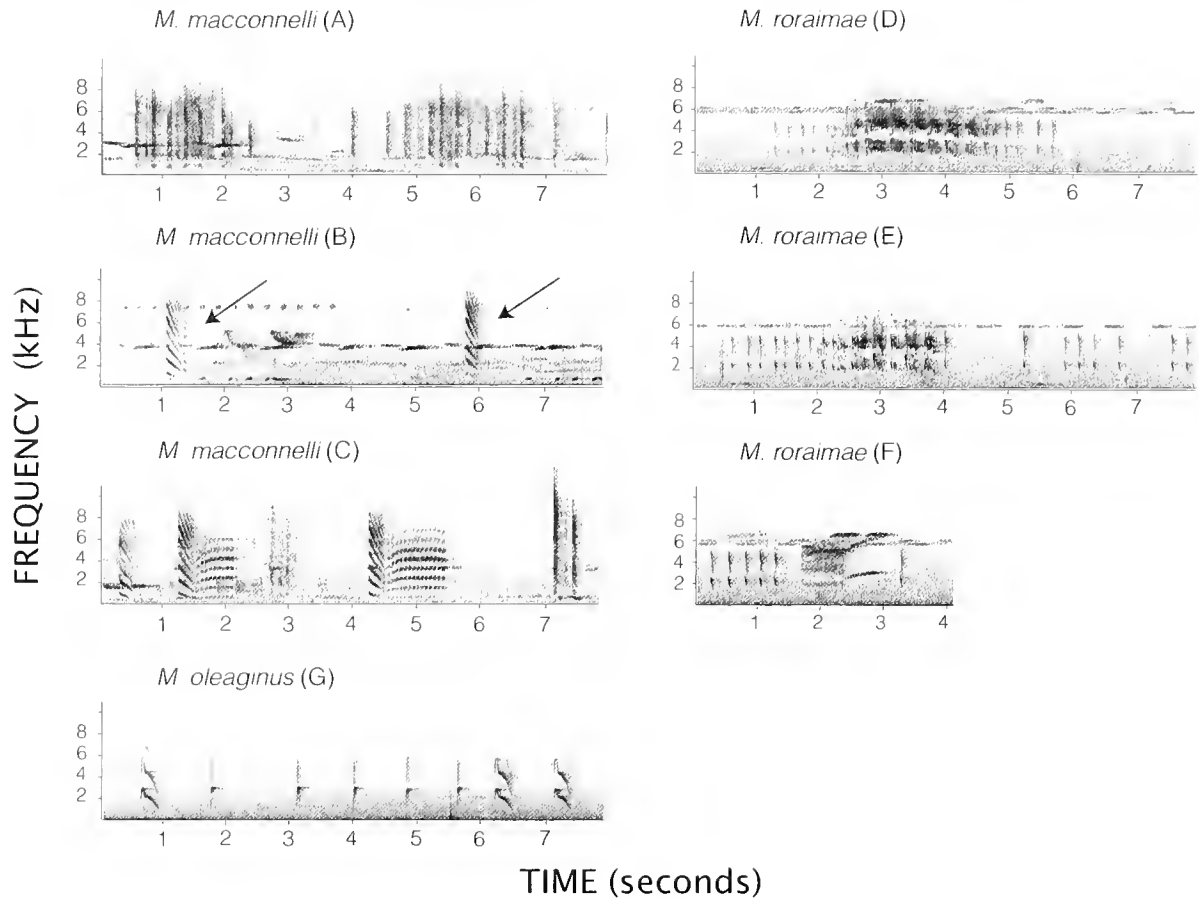 M. macconnelli (A)
8
6
4
2
1 2 3 4 5 6 7
M macconnelli (B)
8
6
4
2
1 2 3 4 5 6 7
M macconnelli (C)
8
6
4
2
1 2 3 4 5 6 7
M oleaginus (G)
8
6
4
2
1 2 3 4 5 6 7
M. roraimae (D)
8
6
4
2
1 2 3 4 5 6 7
M. roraimae (E)
8
6
4
2
1 2 3 4 5 6 7
M. roraimae (F)
8
6
4
2
1 2 3 4
FREQUENCY (kHz)
TIME (seconds)